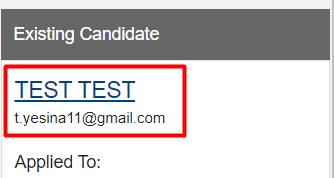 Existing Candidate
TEST TEST
t.yesina11@gmail.com
Applied To: